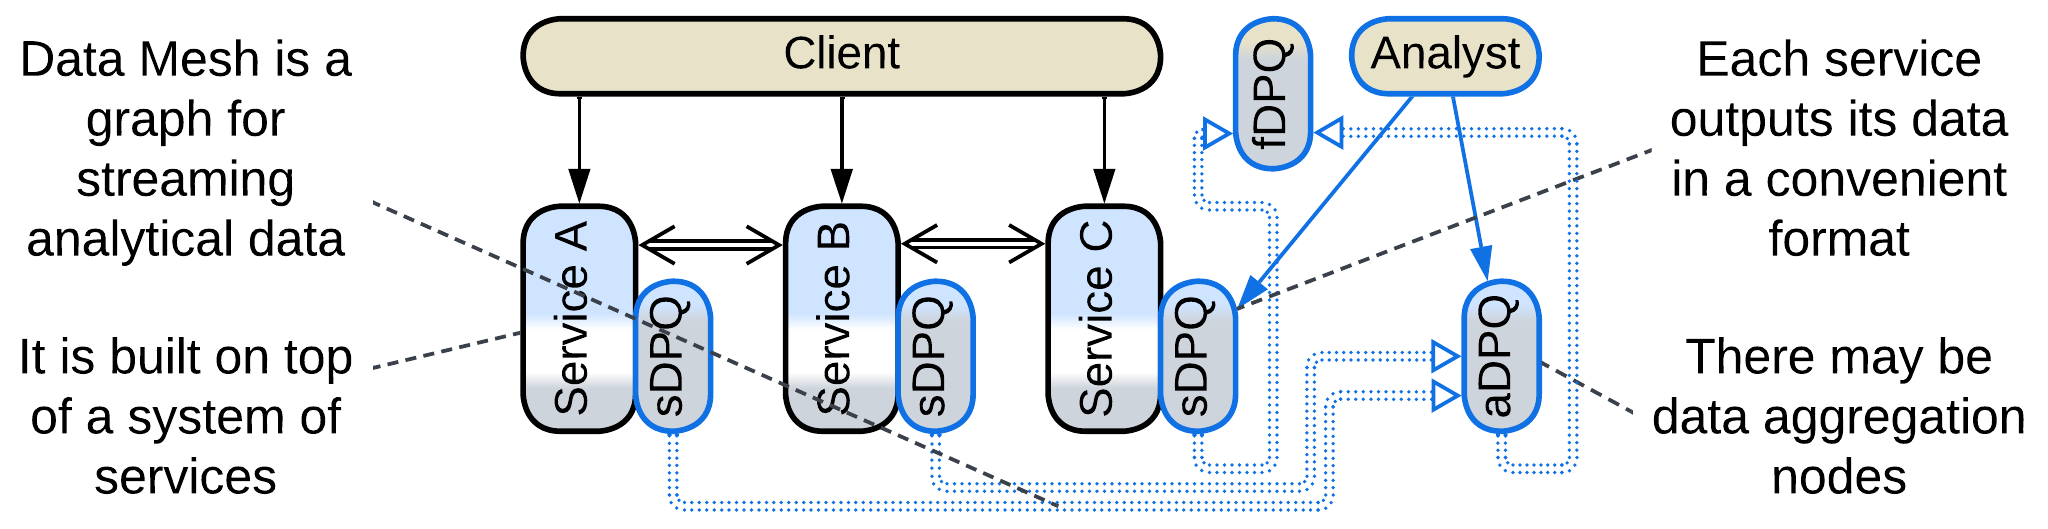 Data Mesh is a
graph for
streaming
analytical data
It is built on top
of a system of
services
Client
Service A
sDPQ
Service B
sDPQ
Service C
sDPQ
fDPQ
Analyst
aDPQ
Each service
outputs its data
in a convenient
format
There may be
data aggregation
nodes